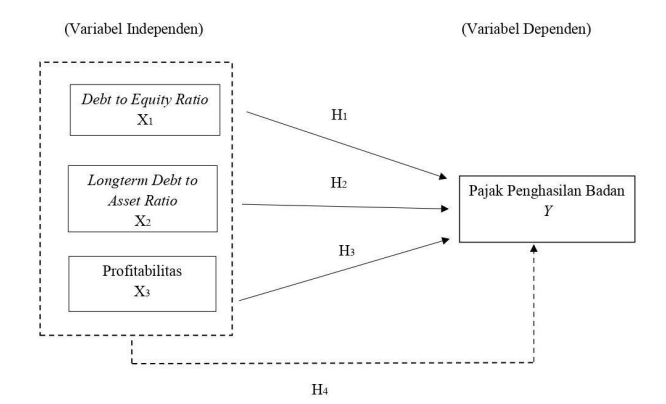 (Variabel Independen)
(Variabel Dependen)
Debt to Equity Ratio
X1
H1
Longterm Debt to
Asset Ratio
X2
H2
Pajak Penghasilan Badan
Y
Profitabilitas
X3
H3
H4